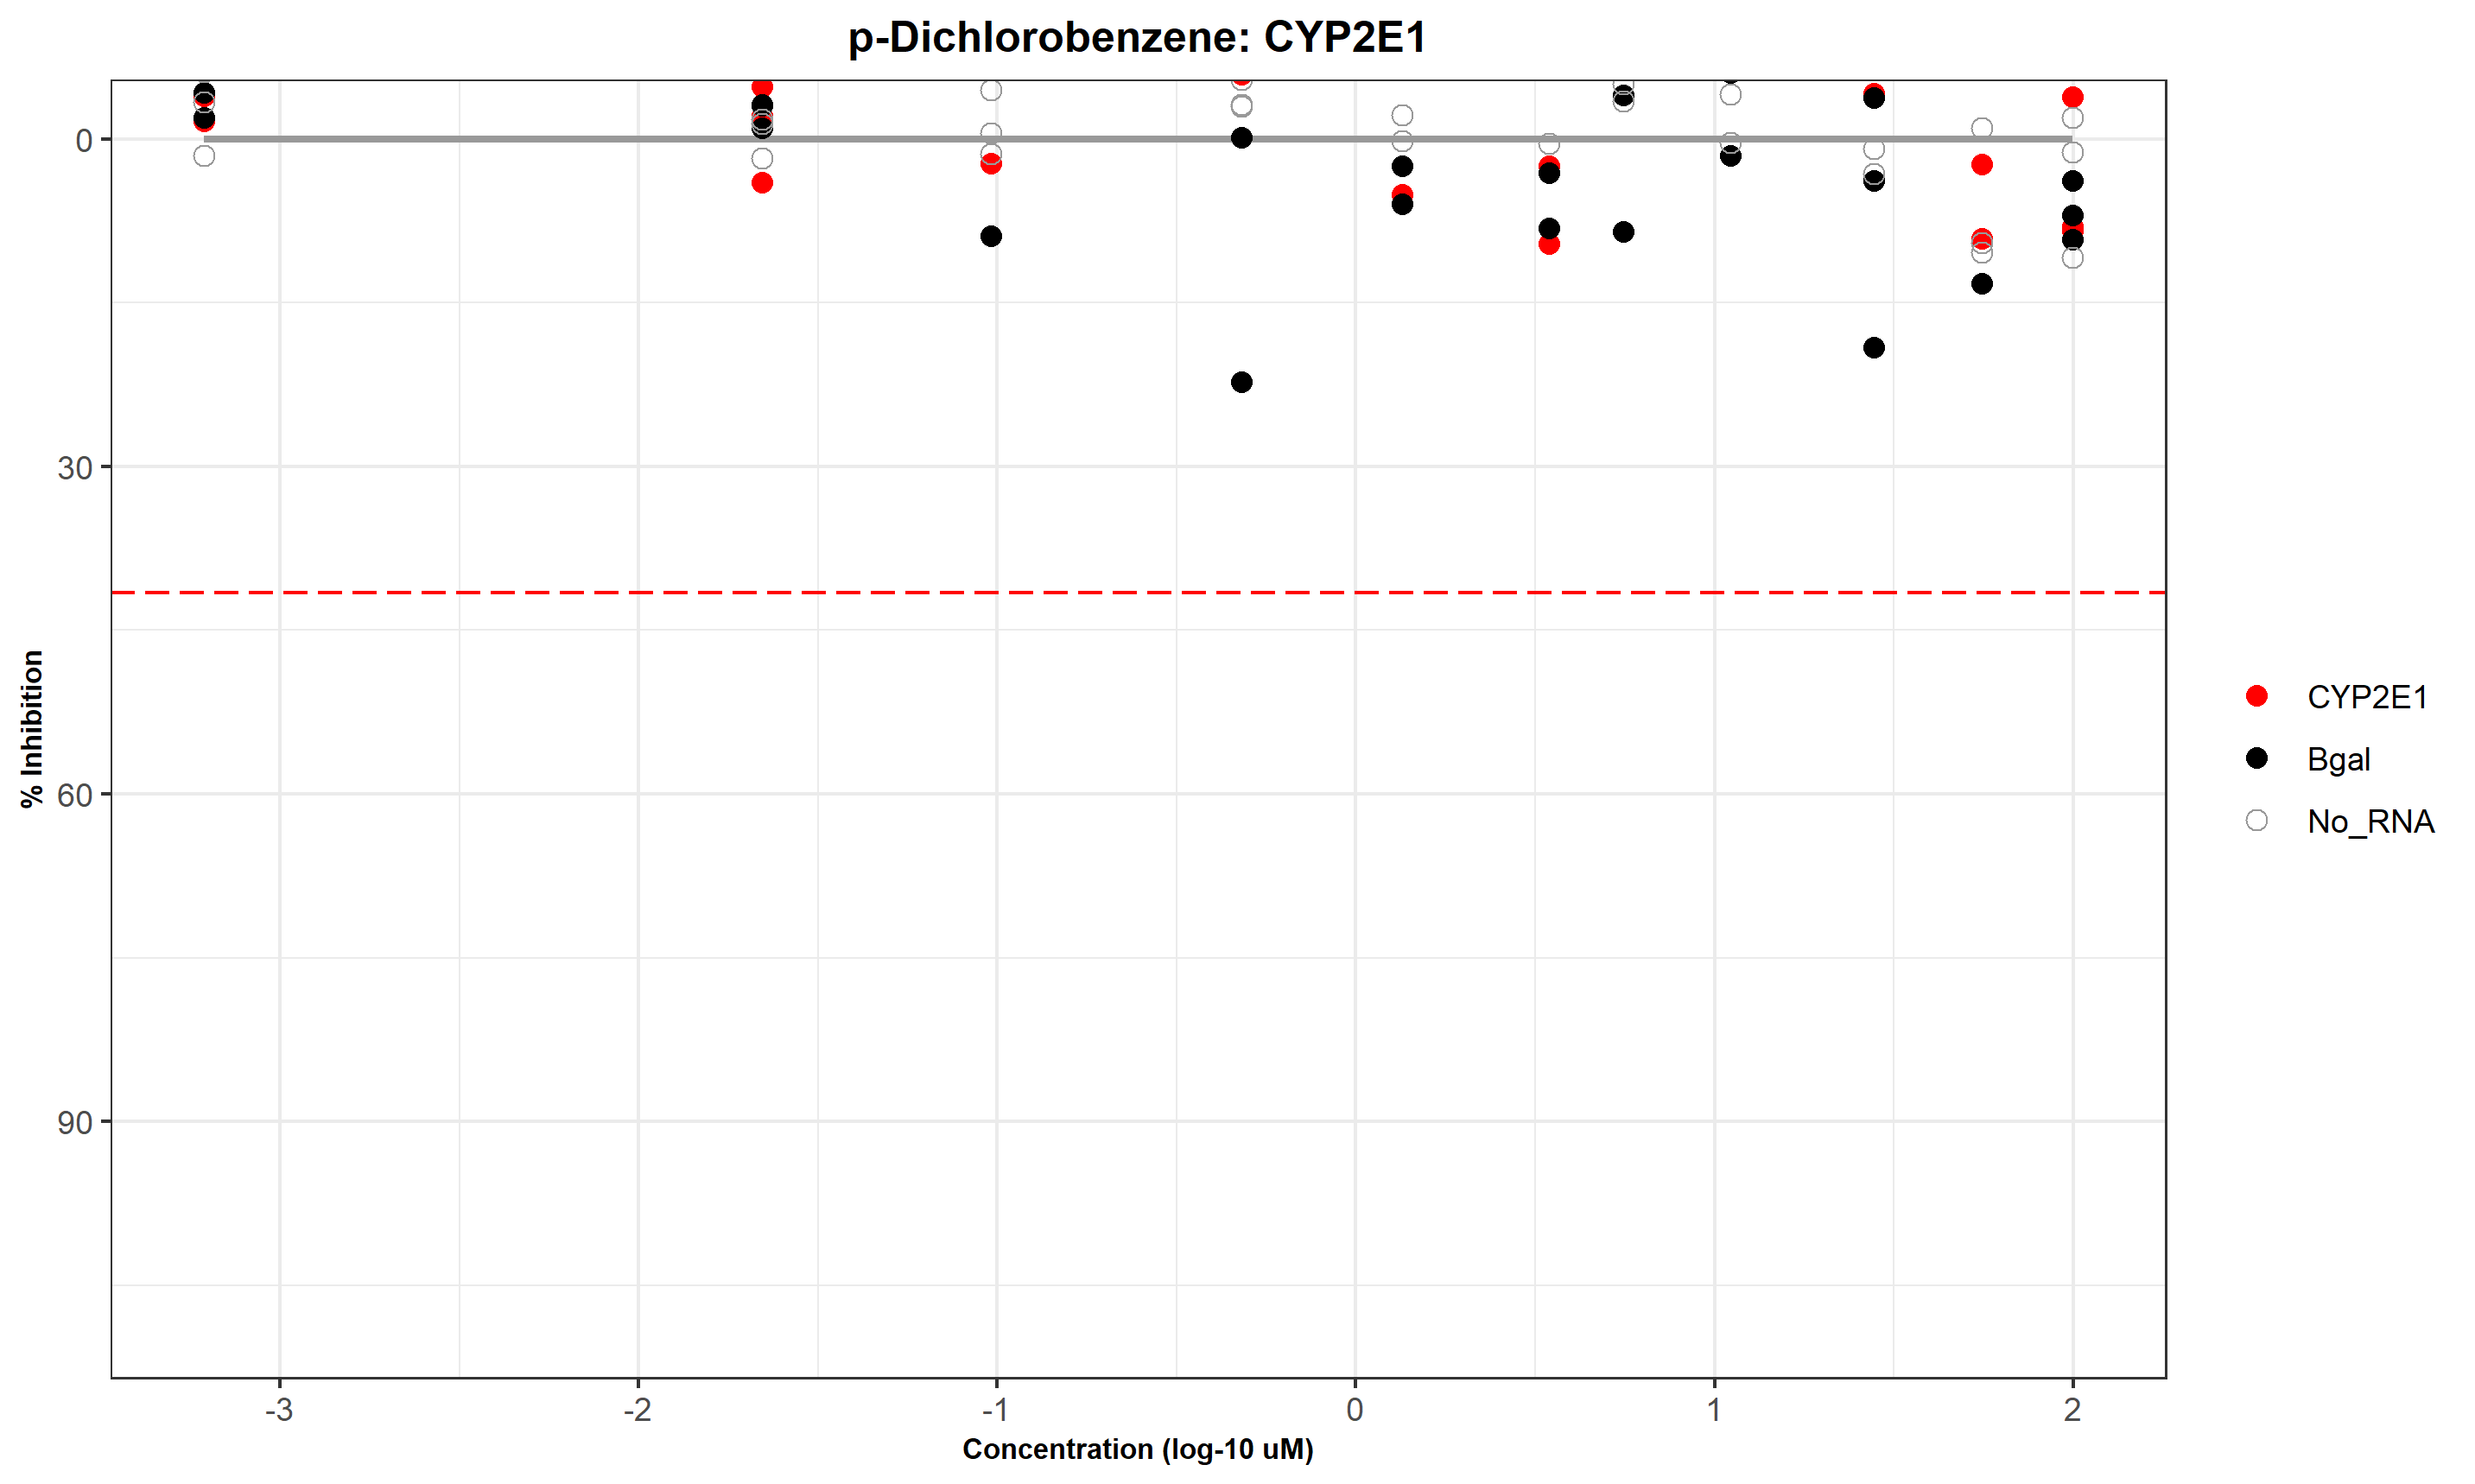 p-Dichlorobenzene: CYP2E1
% Inhibition
0
30
60
90
-3
-2
-1
0
1
2
Concentration (log-10 uM)
CYP2E1
Bgal
No_RNA